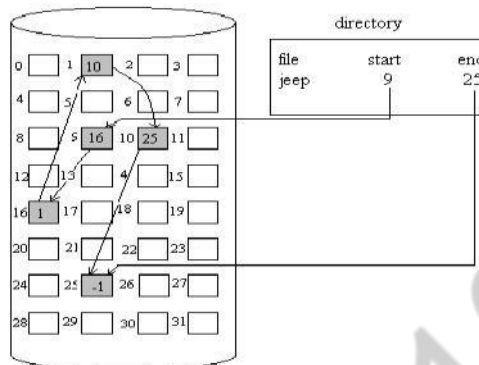 directory
file start end
jeep 9 25
0 1 10 2 3
4 5 6 7
8 9 16 10 25 11
12 13 4 15
16 1 17 18 19
20 21 22 23
24 25 -1 26 27
28 29 30 31